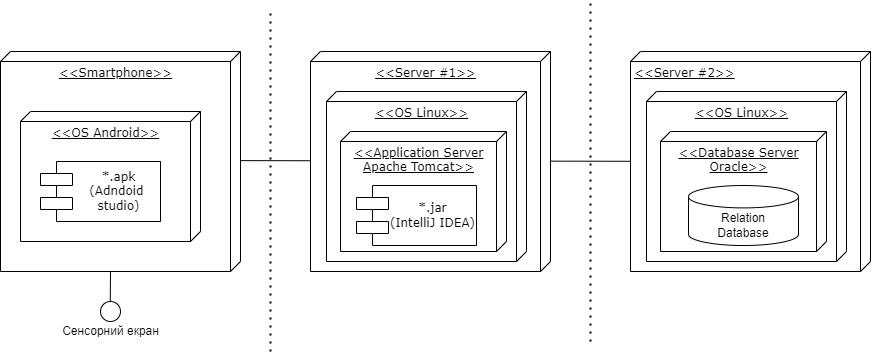 <<Smartphone>>
<<OS Android>>
*.apk
(Adndoid
studio)
Сенсорний екран
<<Server #1>>
<<OS Linux>>
<<Application Server
Apache Tomcat>>
*.jar
(IntelliJ IDEA)
<<Server #2>>
<<OS Linux>>
<<Database Server
Oracle>>
Relation
Database